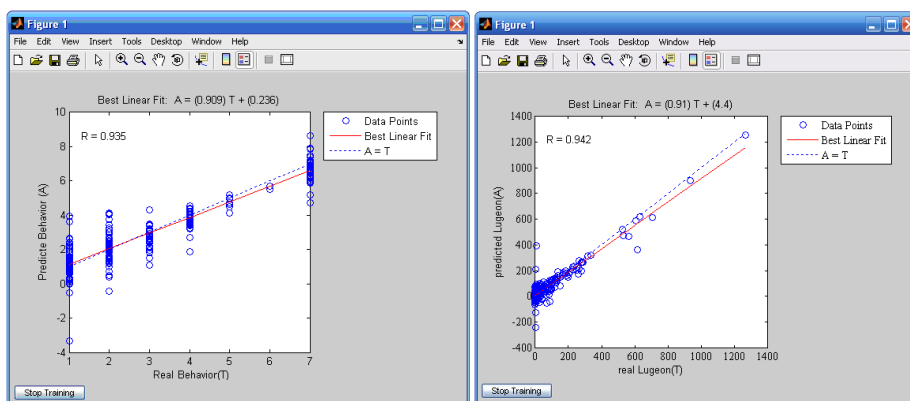 Figure 1
File Edit View Insert Tools Desktop Window Help
Best Linear Fit: A = (0.909) T + (0.236)
R = 0.935
Data Points
Best Linear Fit
A = T
10
8
6
4
2
0
-2
-4
Predicte Behavior (A)
1 2 3 4 5 6 7
Real Behavior(T)
Stop Training
Figure 1
File Edit View Insert Tools Desktop Window Help
Best Linear Fit: A = (0.91) T + (4.4)
R = 0.942
Data Points
Best Linear Fit
A = T
1400
1200
1000
800
600
400
200
0
-200
-400
predicted Lugeon(A)
0 200 400 600 800 1000 1200 1400
real Lugeon(T)
Stop Training